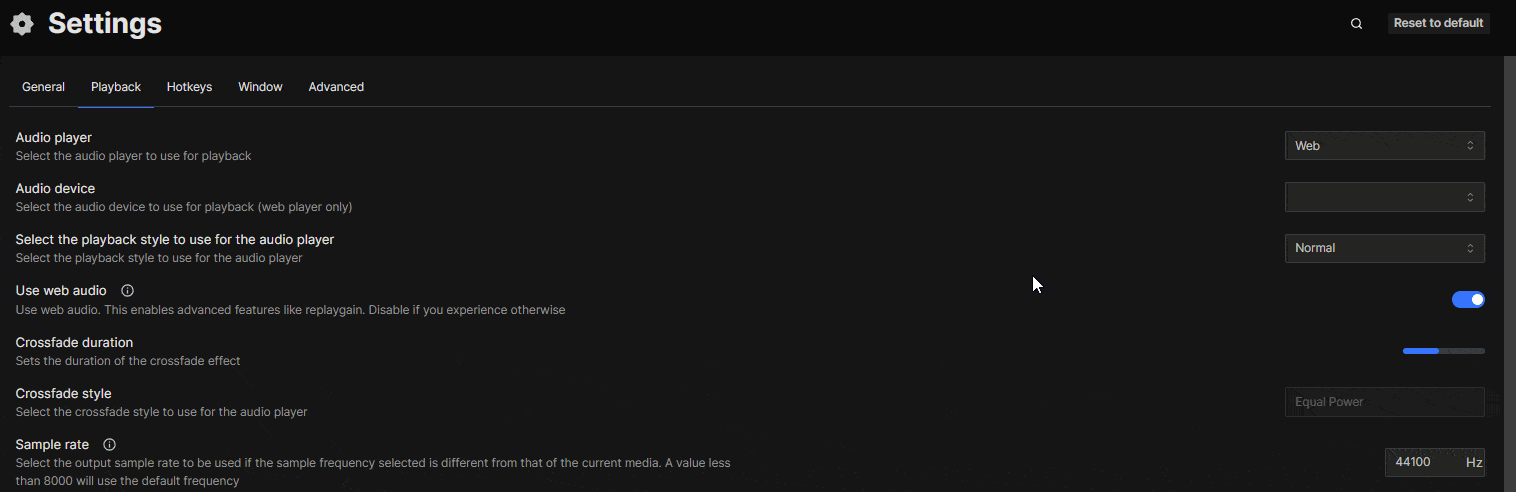 Settings
Reset to default
General Playback Hotkeys Window Advanced
Audio player
Select the audio player to use for playback
Web
Audio device
Select the audio device to use for playback (web player only)
Select the playback style to use for the audio player
Select the playback style to use for the audio player
Normal
Use web audio
Use web audio. This enables advanced features like replaygain. Disable if you experience otherwise
Crossfade duration
Sets the duration of the crossfade effect
Crossfade style
Select the crossfade style to use for the audio player
Equal Power
Sample rate
Select the output sample rate to be used if the sample frequency selected is different from that of the current media. A value less
than 8000 will use the default frequency
44100 Hz